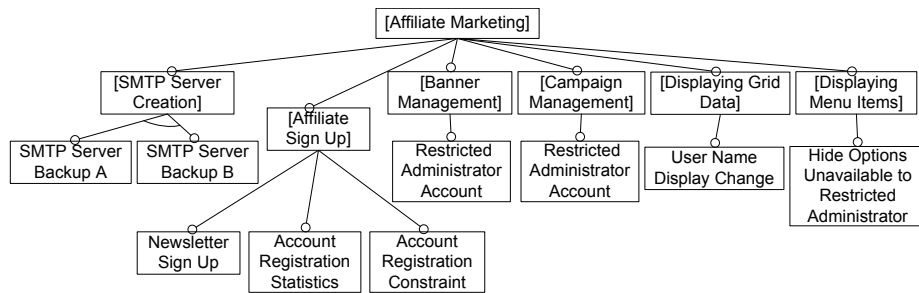 [Affiliate Marketing]
[SMTP Server
Creation]
[Affiliate
Sign Up]
[Banner
Management]
[Campaign
Management]
[Displaying Grid
Data]
[Displaying
Menu Items]
SMTP Server
Backup A
SMTP Server
Backup B
Restricted
Administrator
Account
Restricted
Administrator
Account
User Name
Display Change
Hide Options
Unavailable to
Restricted
Administrator
Newsletter
Sign Up
Account
Registration
Statistics
Account
Registration
Constraint